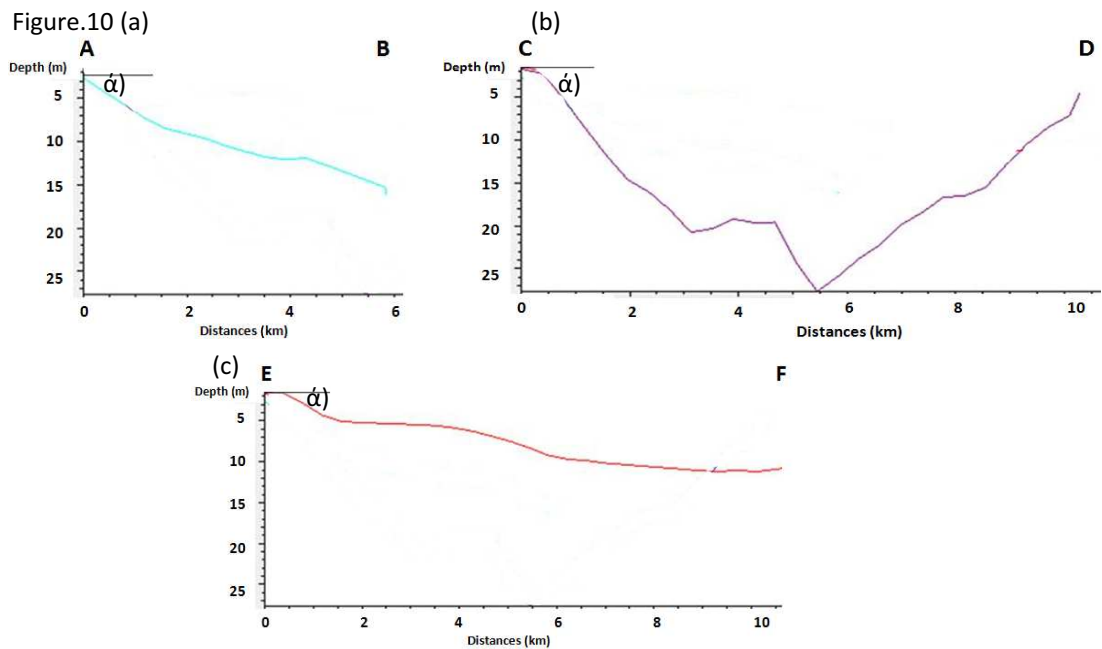 Figure.10 (a)
A B
Depth (m)
ά)
5
10
15
20
25
0 2 4 6
Distances (km)
(b)
C D
Depth (m)
ά)
5
10
15
20
25
0 2 4 6 8 10
Distances (km)
(c)
E F
Depth (m)
ά)
5
10
15
20
25
0 2 4 6 8 10
Distances (km)